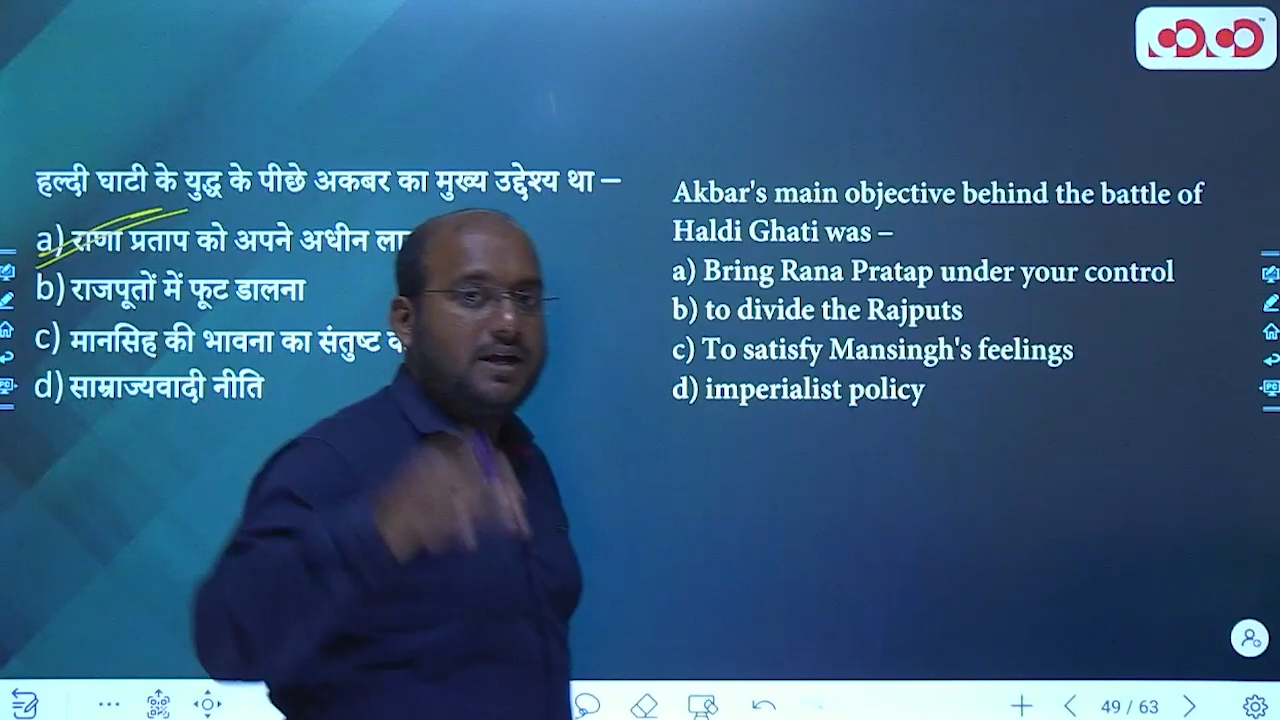 हल्दी घाटी के युद्ध के पीछे अकबर का मुख्य उद्देश्य था –
a) राणा प्रताप को अपने अधीन
b) राजपूतों में फूट डालना
c) मानसिह की भावना का संतुष्ट
d) साम्राज्यवादी नीति
Akbar's main objective behind the battle of
Haldi Ghati was –
a) Bring Rana Pratap under your control
b) to divide the Rajputs
c) To satisfy Mansingh's feelings
d) imperialist policy
49 / 63